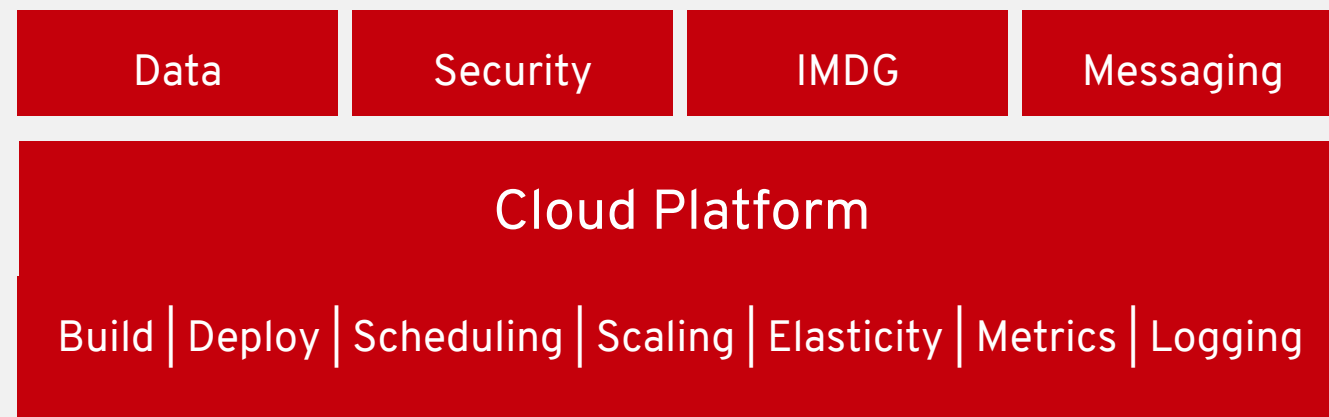 Data Security IMDG Messaging
Cloud Platform
Build | Deploy | Scheduling | Scaling | Elasticity | Metrics | Logging